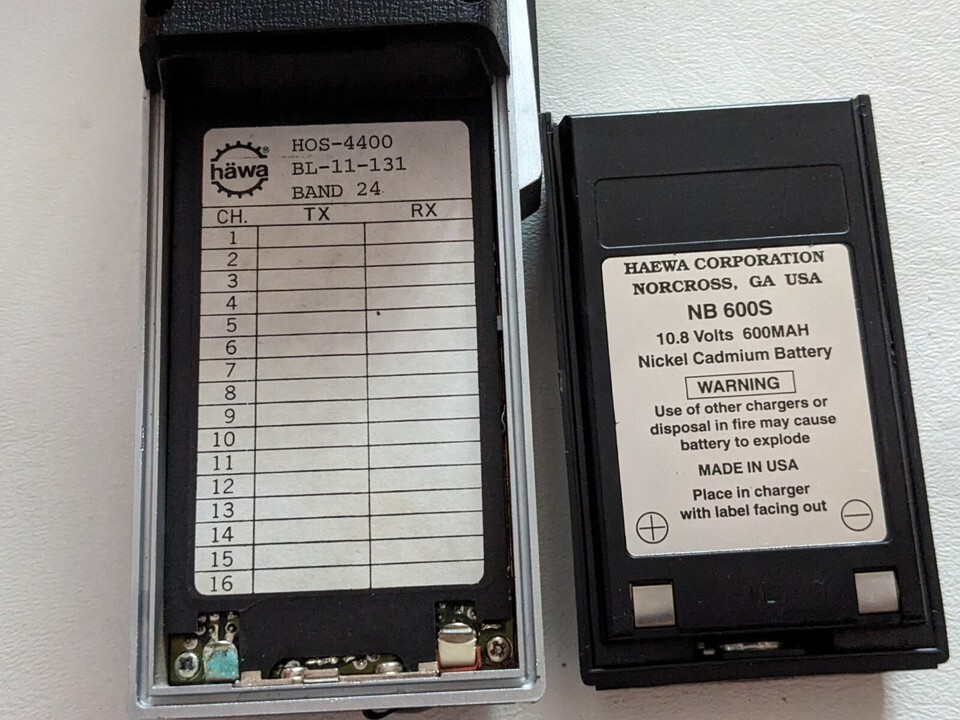 häwa ®
HOS-4400
BL-11-131
BAND 24
CH. TX RX
1
2
3
4
5
6
7
8
9
10
11
12
13
14
15
16
HAEWA CORPORATION
NORCROSS, GA USA
NB 600S
10.8 Volts 600MAH
Nickel Cadmium Battery
WARNING
Use of other chargers or
disposal in fire may cause
battery to explode
MADE IN USA
Place in charger
with label facing out
+ −